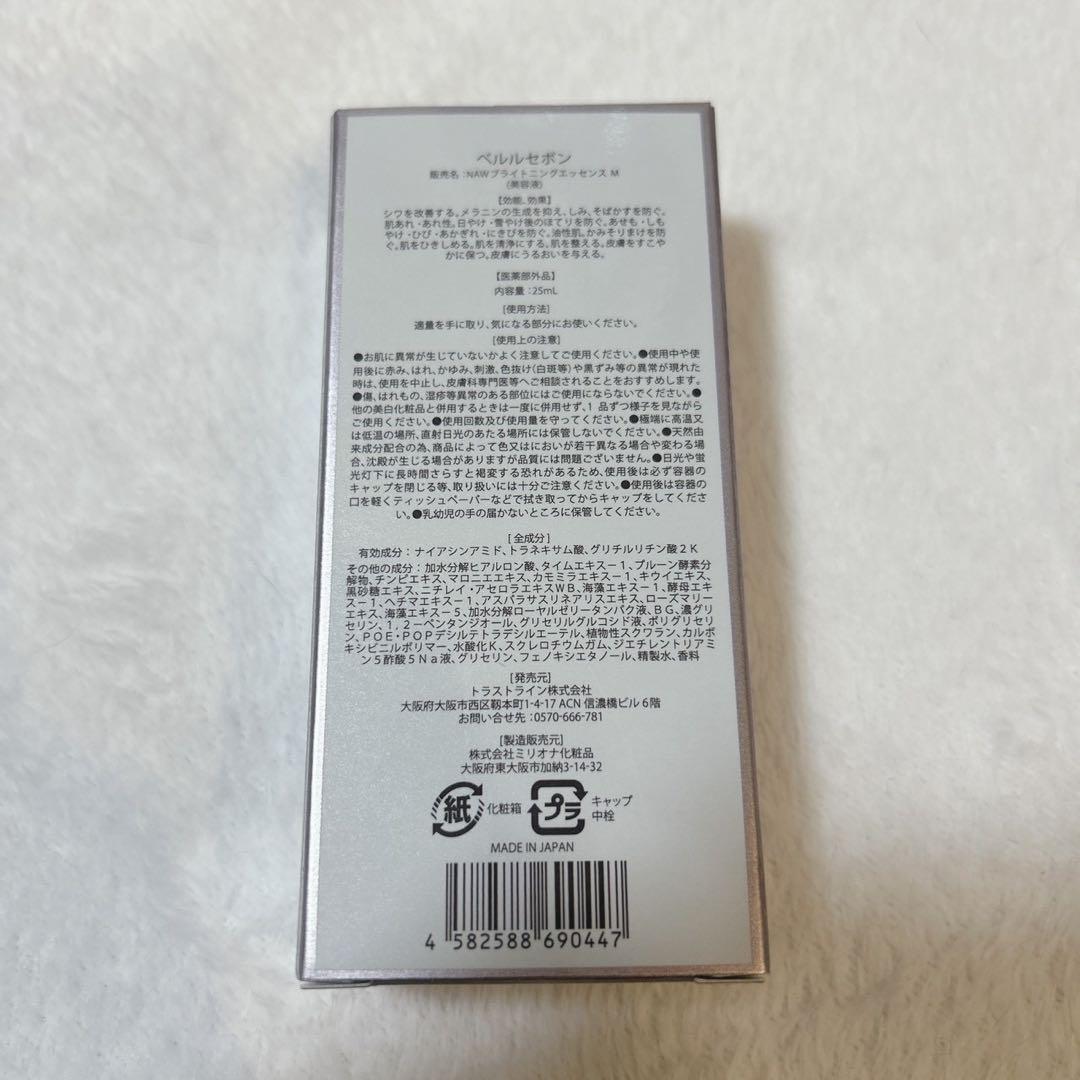 ベルルセボン
販売名：NAWブライトニングエッセンス M
(美容液)
【効能、効果】
シワを改善する。メラニンの生成を抑え、しみ、そばかすを防ぐ。
肌あれ・あれ性。日やけ・雪やけ後のほてりを防ぐ。あせも・しも
やけ・ひび・あかぎれ・にきびを防ぐ。油性肌。かみそりまけを防
ぐ。肌をひきしめる。肌を清浄にする。肌を整える。皮膚をすこや
かに保つ。皮膚にうるおいを与える。
【医薬部外品】
内容量：25mL
[使用方法]
適量を手に取り、気になる部分にお使いください。
[使用上の注意]
●お肌に異常が生じていないかよく注意してご使用ください。●使用中や使
用後に赤み、はれ、かゆみ、刺激、色抜け(白斑等)や黒ずみ等の異常が現れた
時は、使用を中止し、皮膚科専門医等へご相談されることをおすすめします。
●傷、はれもの、湿疹等異常のある部位にはご使用にならないでください。●
他の美白化粧品と併用するときは一度に併用せず、1 品ずつ様子を見ながら
ご使用ください。●使用回数及び使用量を守ってください。●極端に高温又
は低温の場所、直射日光のあたる場所には保管しないでください。●天然由
来成分配合の為、商品によって色又はにおいが若干異なる場合や変わる場
合、沈殿が生じる場合がありますが品質には問題ございません。●日光や蛍
光灯下に長時間さらすと褐変する恐れがあるため、使用後は必ず容器の
キャップを閉じる等、取り扱いには十分ご注意ください。●使用後は容器の
口を軽くティッシュペーパーなどで拭き取ってからキャップをしてくださ
い。●乳幼児の手の届かないところに保管してください。
[全成分]
有効成分：ナイアシンアミド、トラネキサム酸、グリチルリチン酸２Ｋ
その他の成分：加水分解ヒアルロン酸、タイムエキス－１、プルーン酵素分
解物、チンピエキス、マロニエエキス、カモミラエキス－１、キウイエキス、
黒砂糖エキス、ニチレイ・アセロラエキスＷＢ、海藻エキス－１、酵母エキ
ス－１、ヘチマエキス－１、アスパラサスリネアリスエキス、ローズマリー
エキス、海藻エキス－５、加水分解ローヤルゼリータンパク液、ＢＧ、濃グリ
セリン、１，２－ペンタンジオール、グリセリルグルコシド液、ポリグリセリ
ン、ＰＯＥ・ＰＯＰデシルテトラデシルエーテル、植物性スクワラン、カルボ
キシビニルポリマー、水酸化Ｋ、スクレロチウムガム、ジエチレントリアミ
ン５酢酸５Ｎａ液、グリセリン、フェノキシエタノール、精製水、香料
[発売元]
トラストライン株式会社
大阪府大阪市西区靱本町1-4-17 ACN 信濃橋ビル 6 階
お問い合せ先：0570-666-781
[製造販売元]
株式会社ミリオナ化粧品
大阪府東大阪市加納3-14-32
紙 化粧箱 プラ キャップ
中栓
MADE IN JAPAN
4 582588 690447